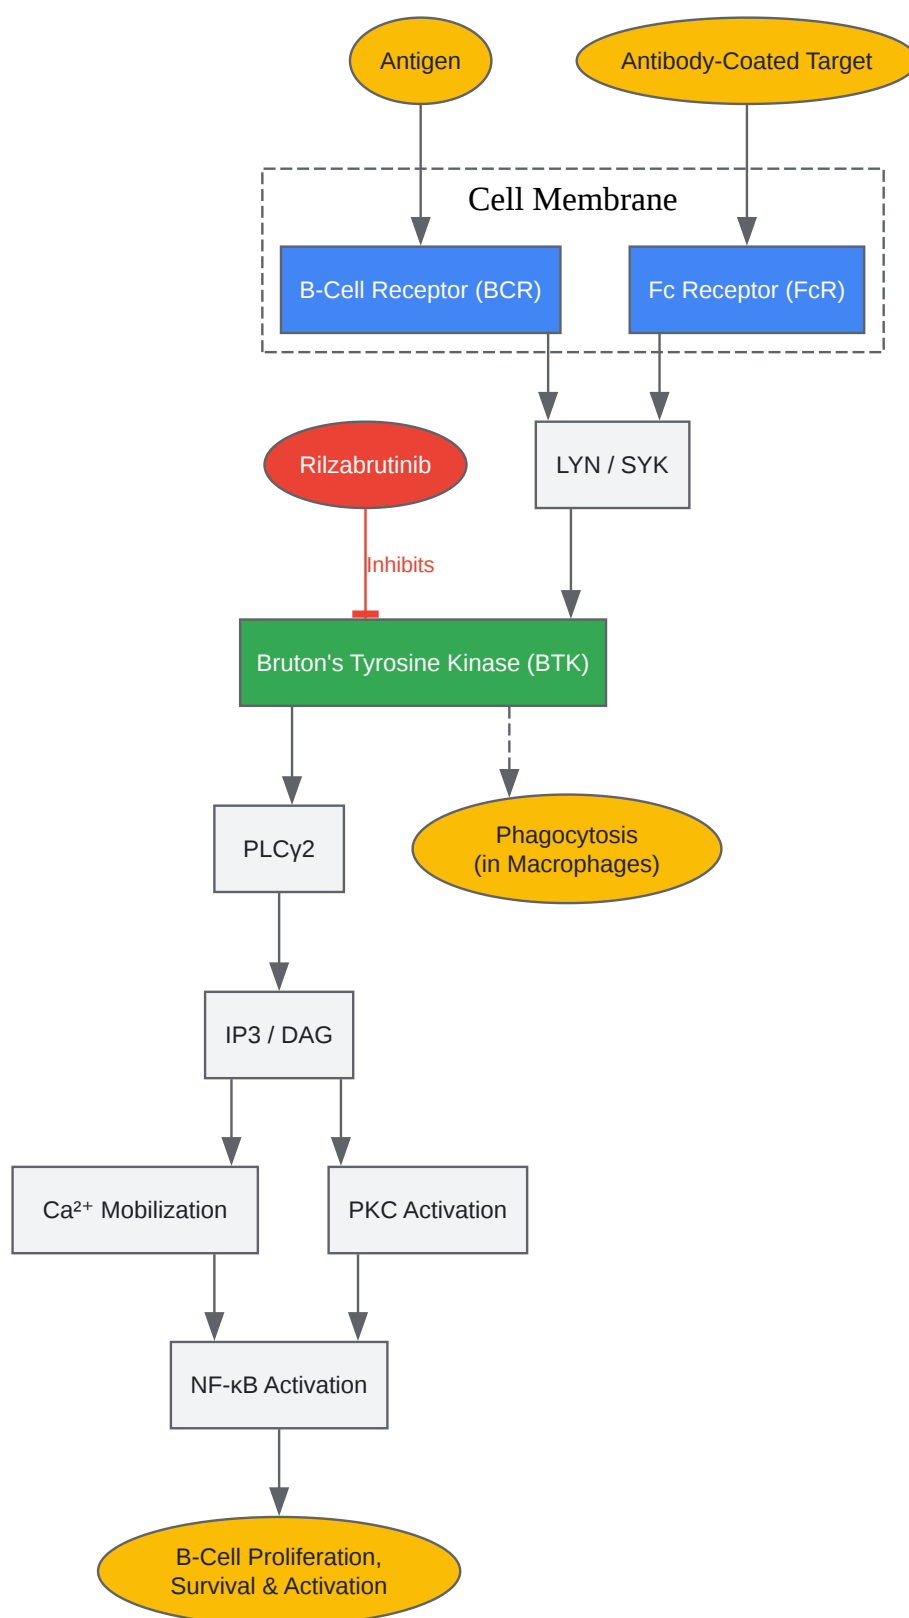 Antigen
Antibody-Coated Target
Cell Membrane
B-Cell Receptor (BCR)
Fc Receptor (FcR)
Rilzabrutinib
LYN / SYK
Inhibits
Bruton's Tyrosine Kinase (BTK)
PLCγ2
Phagocytosis
(in Macrophages)
IP3 / DAG
Ca²⁺ Mobilization
PKC Activation
NF-κB Activation
B-Cell Proliferation,
Survival & Activation